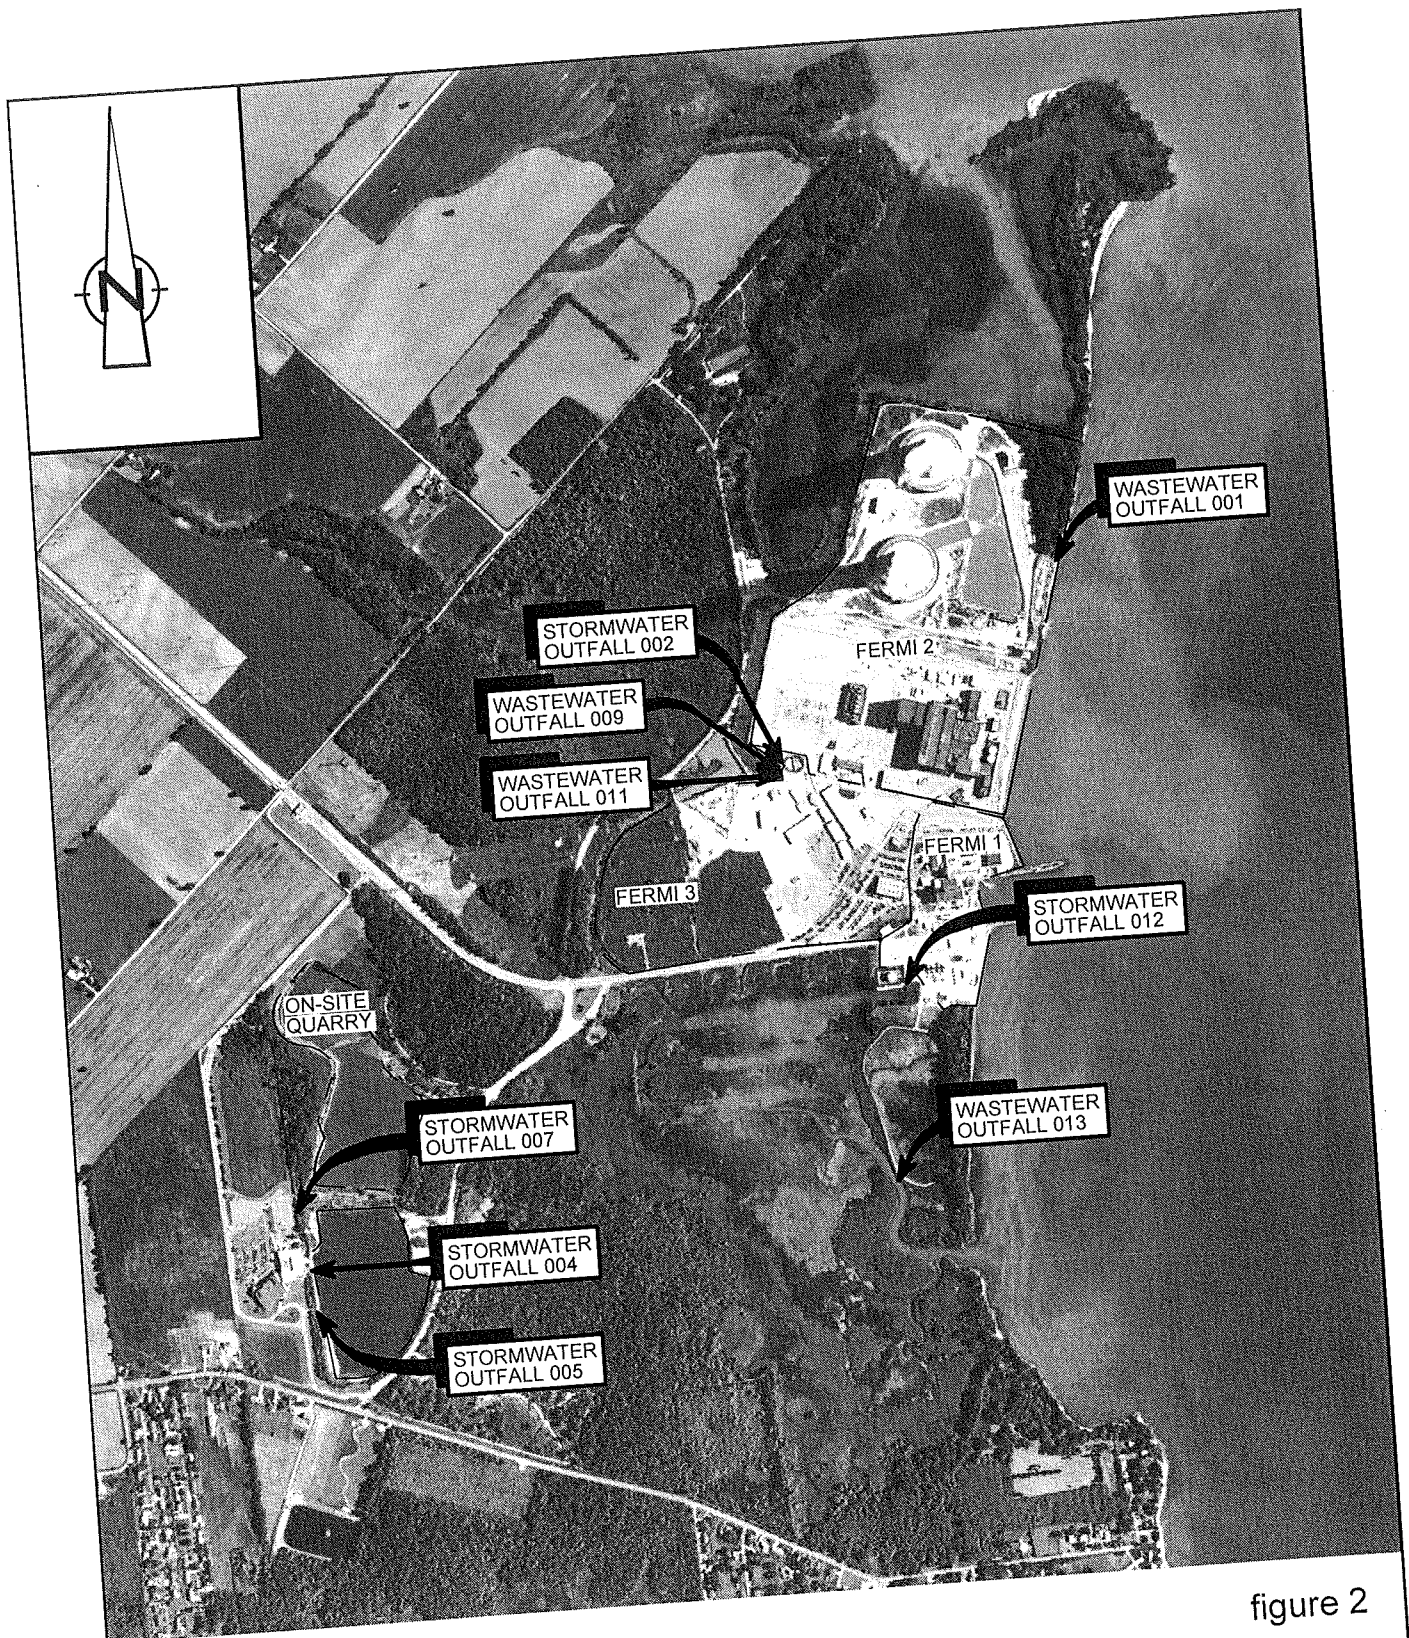 N
WASTEWATER
OUTFALL 001
STORMWATER
OUTFALL 002
FERMI 2
WASTEWATER
OUTFALL 009
WASTEWATER
OUTFALL 011
FERMI 1
FERMI 3
STORMWATER
OUTFALL 012
ON-SITE
QUARRY
WASTEWATER
OUTFALL 013
STORMWATER
OUTFALL 007
STORMWATER
OUTFALL 004
STORMWATER
OUTFALL 005
figure 2